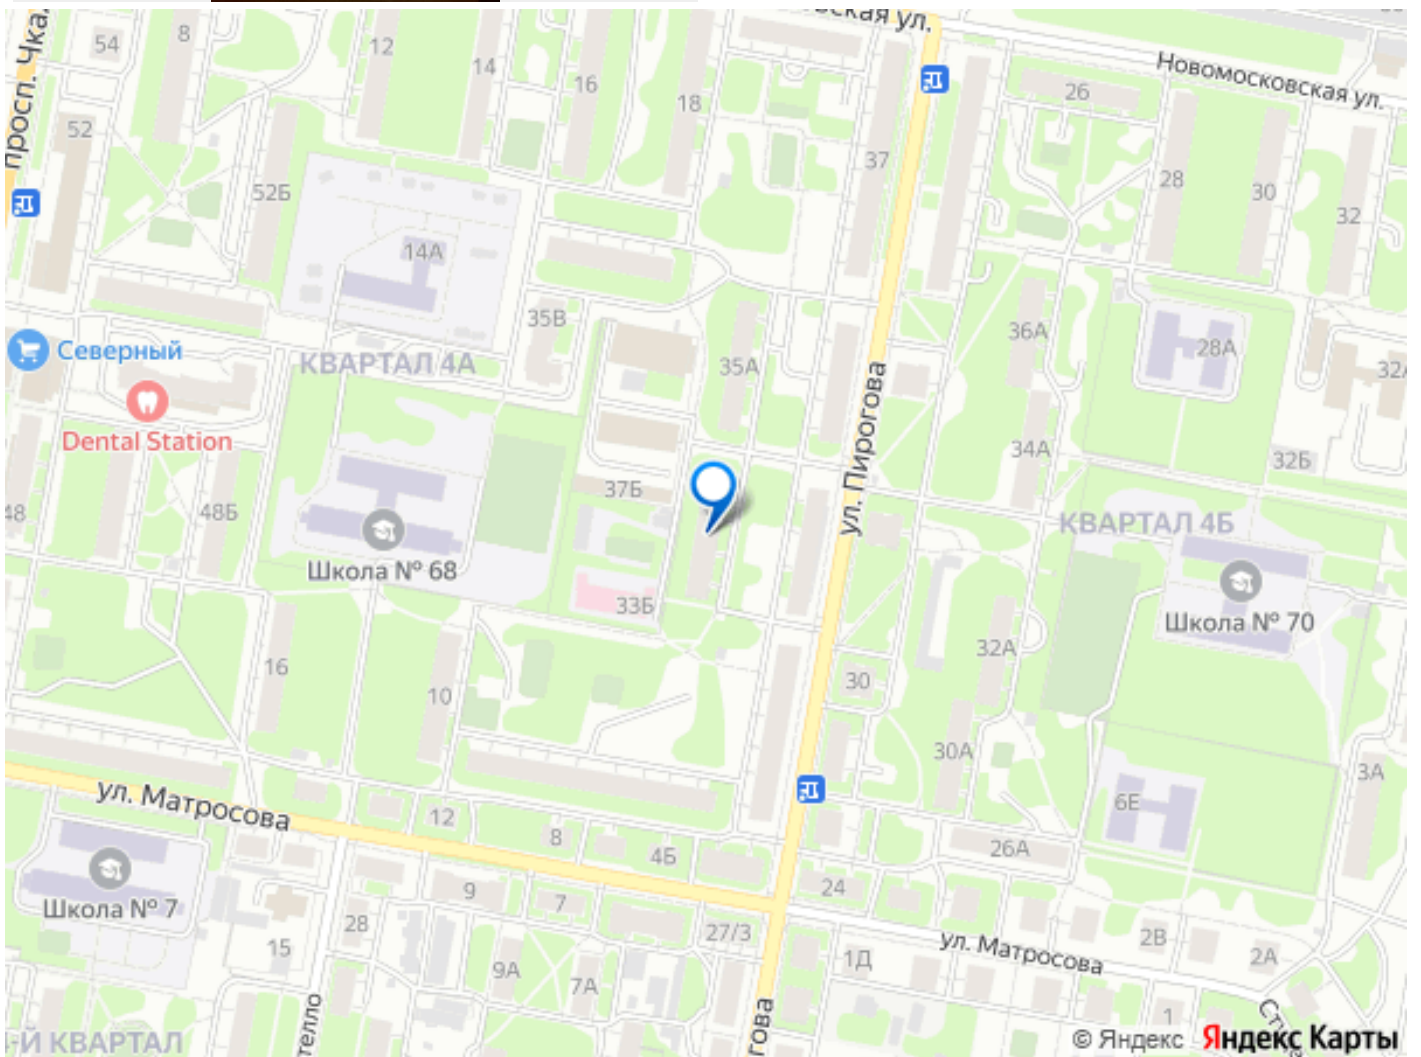 ская ул.
Новомосковская ул.
просп. Чка
54
8
12
14
16
18
26
37
52
52Б
28
30
32
14А
35В
36А
28А
Северный
КВАРТАЛ 4А
35А
32А
Dental Station
ул. Пирогова
34А
32Б
37Б
48
48Б
КВАРТАЛ 4Б
Школа № 68
33Б
Школа № 70
16
32А
10
30
30А
3А
6Е
ул. Матросова
12
8
4Б
26А
Школа № 7
9
7
24
28
27/3
15
ул. Матросова
2В
2А
9А
7А
1Д
телло
гова
1
-Й КВАРТАЛ
© Яндекс Яндекс Карты